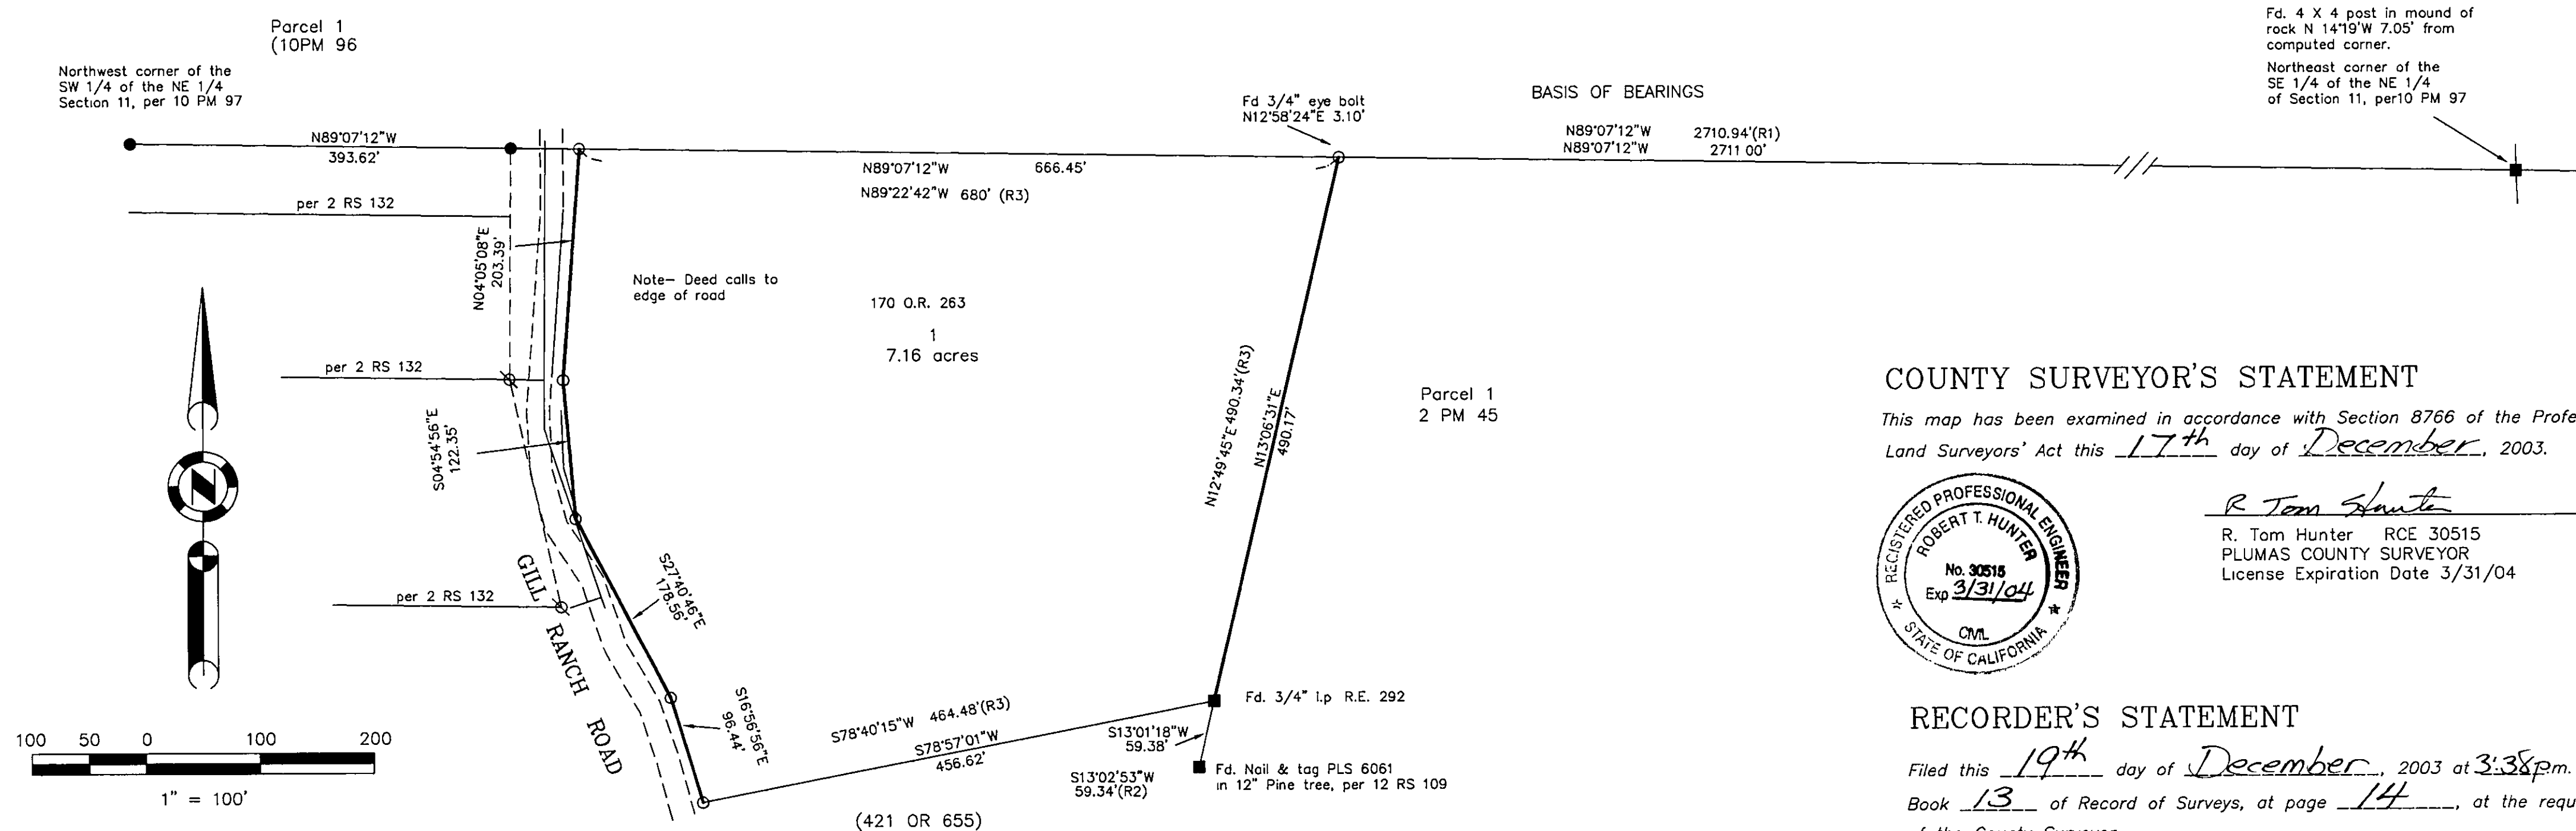 Parcel 1
(10PM 96
Northwest corner of the
SW 1/4 of the NE 1/4
Section 11, per 10 PM 97
Fd 3/4" eye bolt
N12°58'24"E 3.10'
BASIS OF BEARINGS
Fd. 4 X 4 post in mound of
rock N 14°19'W 7.05' from
computed corner.
Northeast corner of the
SE 1/4 of the NE 1/4
of Section 11, per10 PM 97
N89°07'12"W
393.62'
N89°07'12"W 666.45'
N89°22'42"W 680' (R3)
N89°07'12"W 2710.94'(R1)
N89°07'12"W 2711 00'
per 2 RS 132
N04°05'08"E
203.39'
Note- Deed calls to
edge of road
170 O.R. 263
1
7.16 acres
per 2 RS 132
S04°54'56"E
122.35'
N12°49'45"E 490.34'(R3)
N13°06'31"E
490.17'
Parcel 1
2 PM 45
N
S27°40'46"E
178.56'
per 2 RS 132
GILL RANCH ROAD
S16°56'56"E
96.44'
S78°40'15"W 464.48'(R3)
S78°57'01"W
456.62'
Fd. 3/4" i.p R.E. 292
S13°01'18"W
59.38'
S13°02'53"W
59.34'(R2)
Fd. Nail & tag PLS 6061
in 12" Pine tree, per 12 RS 109
(421 OR 655)
100 50 0 100 200
1" = 100'
COUNTY SURVEYOR'S STATEMENT
This map has been examined in accordance with Section 8766 of the Profe
Land Surveyors' Act this 17th day of December, 2003.
REGISTERED PROFESSIONAL ENGINEER
ROBERT T. HUNTER
No. 30515
Exp 3/31/04
CIVIL
STATE OF CALIFORNIA
R Tom Hunter
R. Tom Hunter RCE 30515
PLUMAS COUNTY SURVEYOR
License Expiration Date 3/31/04
RECORDER'S STATEMENT
Filed this 19th day of December, 2003 at 3:38p.m.
Book 13 of Record of Surveys, at page 14, at the requ
of the County Surveyor